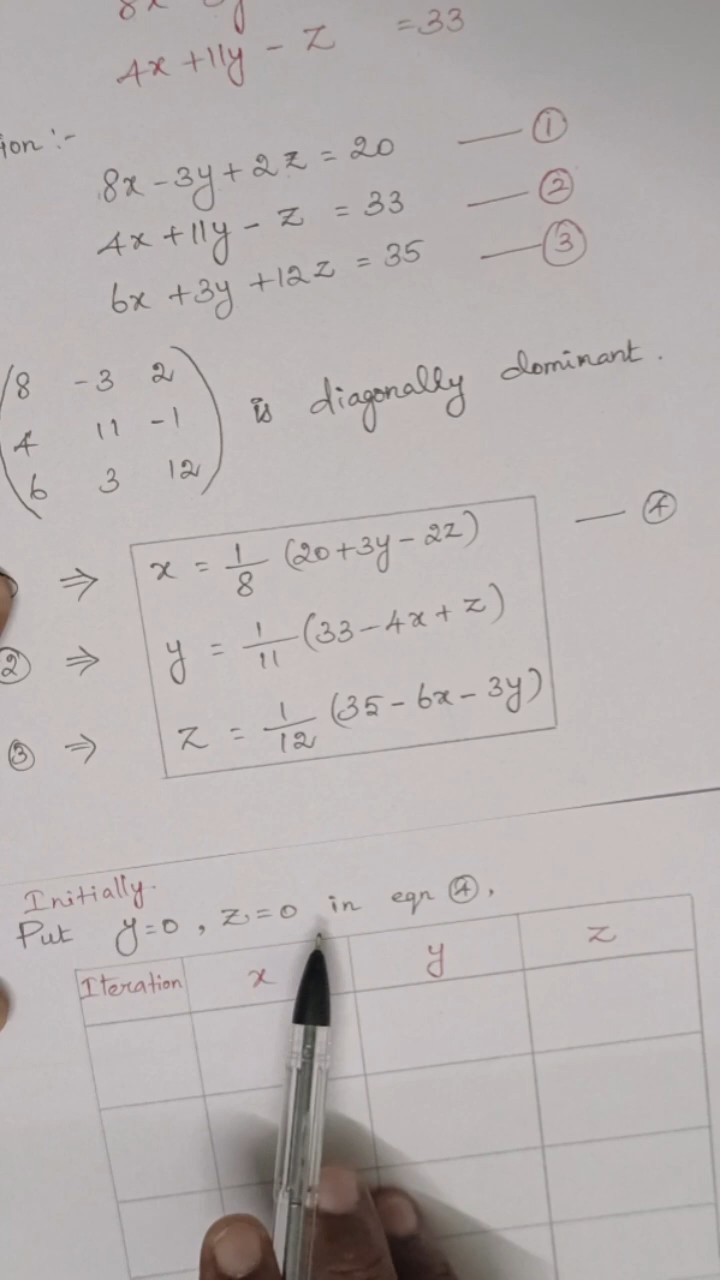 4x + 11y - z = 33
8x - 3y + 2z = 20 — ①
4x + 11y - z = 33 — ②
6x + 3y + 12z = 35 — ③
8 -3 2
4 11 -1 is diagonally dominant.
6 3 12
⇒ x = 1/8 (20 + 3y - 2z) — ④
② ⇒ y = 1/11 (33 - 4x + z)
③ ⇒ z = 1/12 (35 - 6x - 3y)
Initially.
Put y=0, z=0 in eqn ④,
Iteration x y z